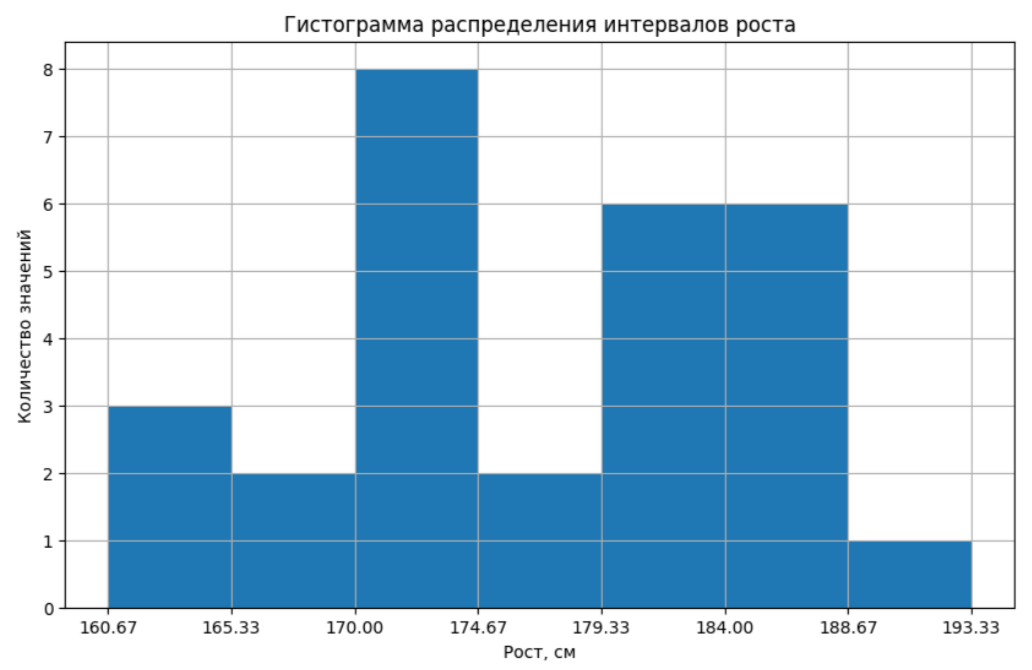 Гистограмма распределения интервалов роста
Количество значений
8
7
6
5
4
3
2
1
0
160.67 165.33 170.00 174.67 179.33 184.00 188.67 193.33
Рост, см